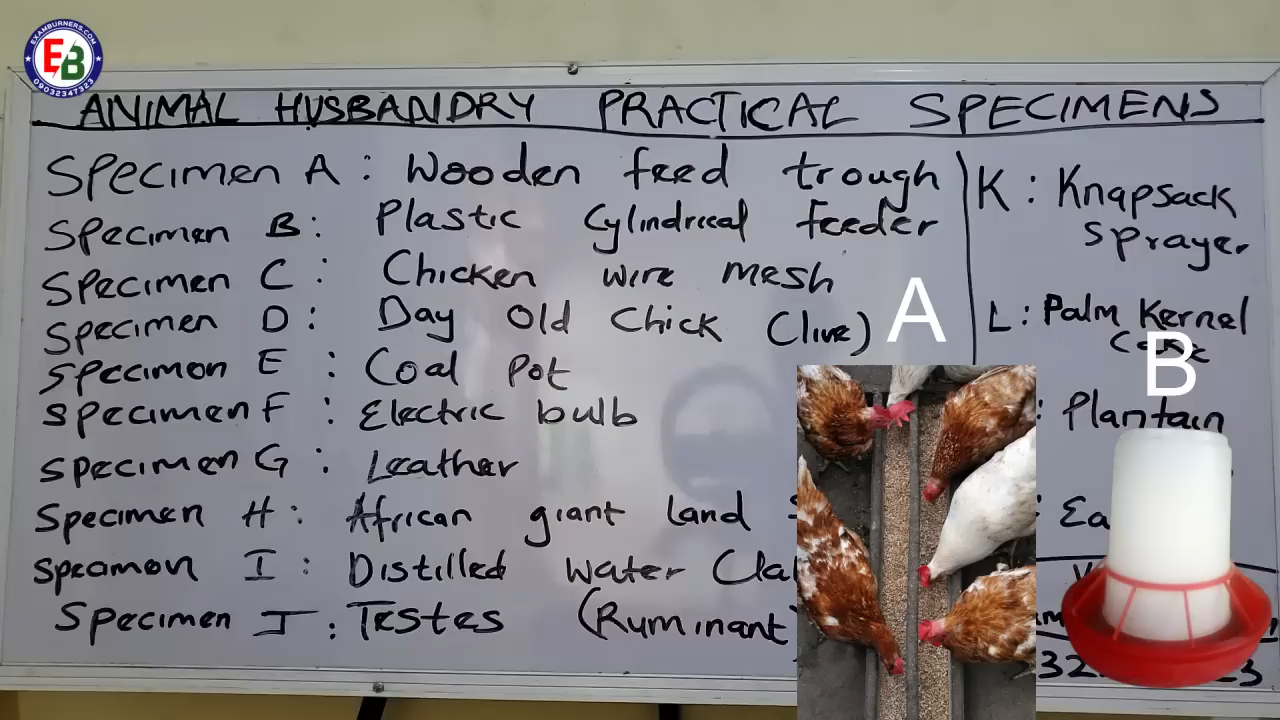 EXAMBURNERS.COM
EB
09032347323
ANIMAL HUSBANDRY PRACTICAL SPECIMENS
Specimen A : Wooden feed trough
Specimen B : Plastic Cylindrical feeder
Specimen C : Chicken wire mesh
Specimen D : Day Old Chick (live)
Specimen E : Coal Pot
Specimen F : Electric bulb
Specimen G : Leather
Specimen H : African giant land
Specimen I : Distilled water
Specimen J : Testes (Ruminant)
K : Knapsack
Sprayer
L : Palm Kernel
Cake
: Plantain
A
B